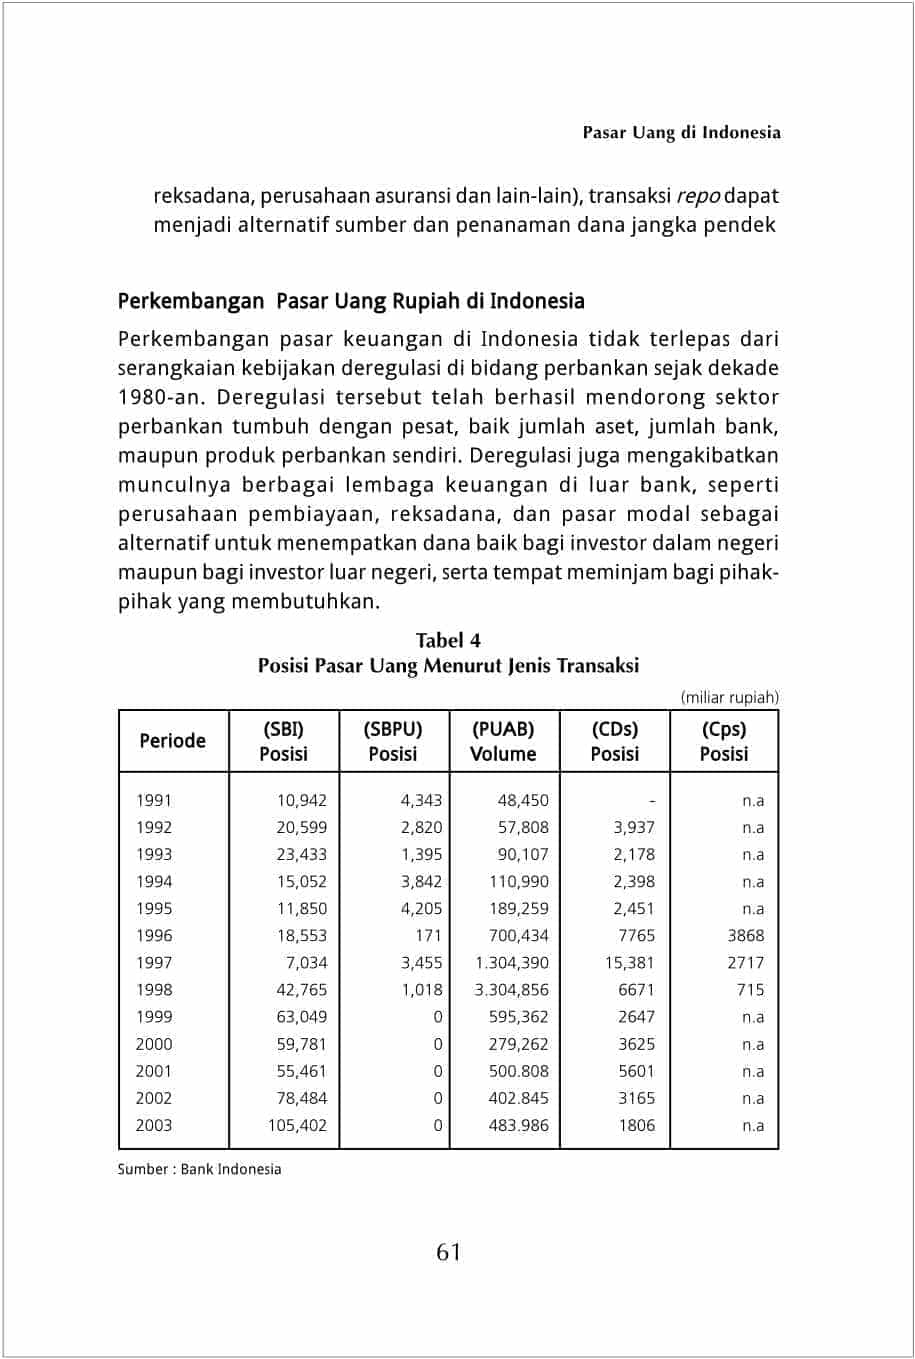 Pasar Uang di Indonesia
reksadana, perusahaan asuransi dan lain-lain), transaksi repo dapat
menjadi alternatif sumber dan penanaman dana jangka pendek
Perkembangan Pasar Uang Rupiah di Indonesia
Perkembangan pasar keuangan di Indonesia tidak terlepas dari
serangkaian kebijakan deregulasi di bidang perbankan sejak dekade
1980-an. Deregulasi tersebut telah berhasil mendorong sektor
perbankan tumbuh dengan pesat, baik jumlah aset, jumlah bank,
maupun produk perbankan sendiri. Deregulasi juga mengakibatkan
munculnya berbagai lembaga keuangan di luar bank, seperti
perusahaan pembiayaan, reksadana, dan pasar modal sebagai
alternatif untuk menempatkan dana baik bagi investor dalam negeri
maupun bagi investor luar negeri, serta tempat meminjam bagi pihak-
pihak yang membutuhkan.
Tabel 4
Posisi Pasar Uang Menurut Jenis Transaksi
(miliar rupiah)
Periode (SBI) Posisi (SBPU) Posisi (PUAB) Volume (CDs) Posisi (Cps) Posisi
1991 10,942 4,343 48,450 - n.a
1992 20,599 2,820 57,808 3,937 n.a
1993 23,433 1,395 90,107 2,178 n.a
1994 15,052 3,842 110,990 2,398 n.a
1995 11,850 4,205 189,259 2,451 n.a
1996 18,553 171 700,434 7765 3868
1997 7,034 3,455 1.304,390 15,381 2717
1998 42,765 1,018 3.304,856 6671 715
1999 63,049 0 595,362 2647 n.a
2000 59,781 0 279,262 3625 n.a
2001 55,461 0 500.808 5601 n.a
2002 78,484 0 402.845 3165 n.a
2003 105,402 0 483.986 1806 n.a
Sumber : Bank Indonesia
61